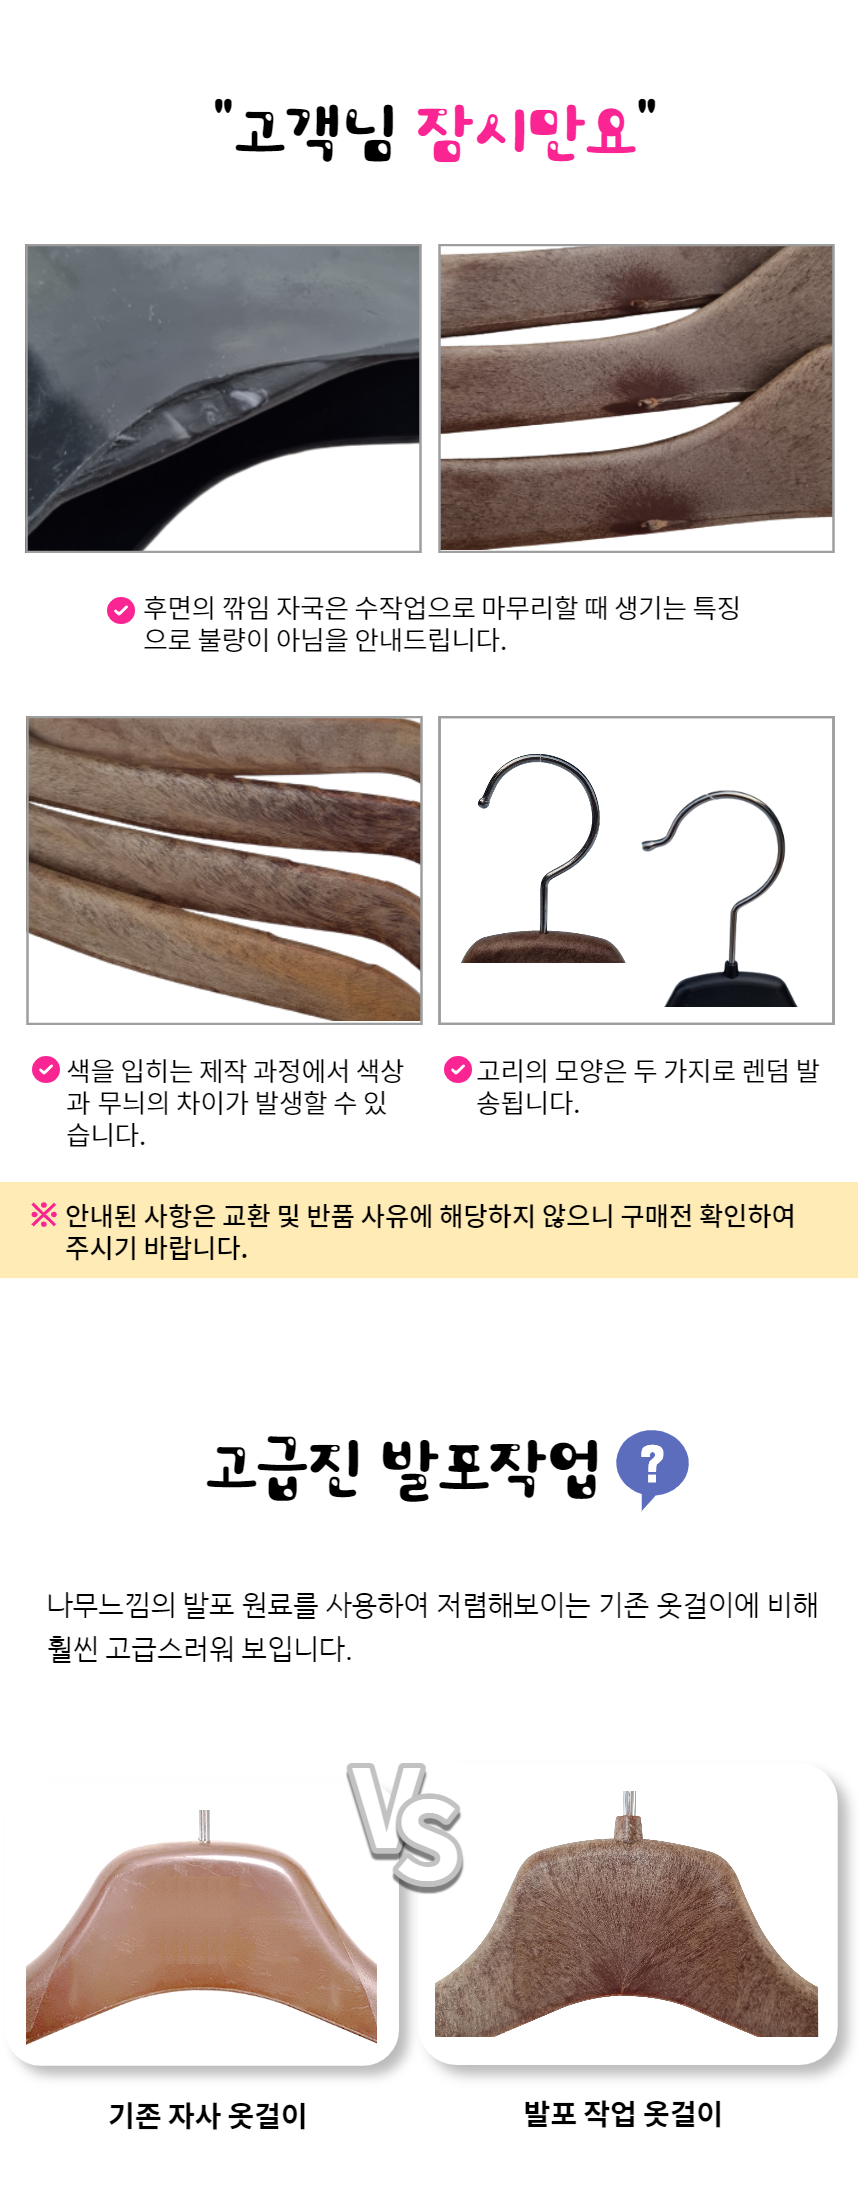 "고객님 잠시만요"
후면의 깎임 자국은 수작업으로 마무리할 때 생기는 특징
으로 불량이 아님을 안내드립니다.
색을 입히는 제작 과정에서 색상
과 무늬의 차이가 발생할 수 있
습니다.
고리의 모양은 두 가지로 렌덤 발
송됩니다.
※ 안내된 사항은 교환 및 반품 사유에 해당하지 않으니 구매전 확인하여
주시기 바랍니다.
고급진 발포작업 ?
나무느낌의 발포 원료를 사용하여 저렴해보이는 기존 옷걸이에 비해
훨씬 고급스러워 보입니다.
VS
기존 자사 옷걸이
발포 작업 옷걸이